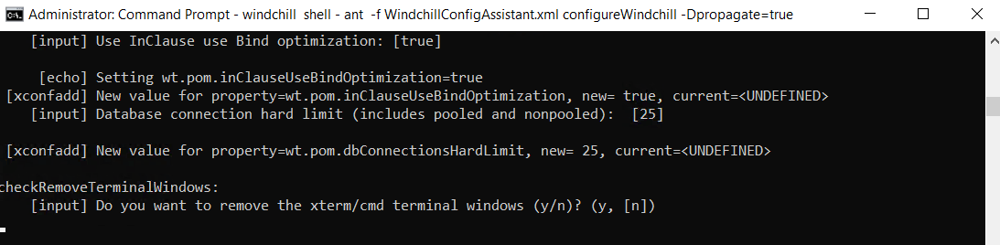 Administrator: Command Prompt - windchill  shell - ant  -f WindchillConfigAssistant.xml configureWindchill -Dpropagate=true
[input] Use InClause use Bind optimization: [true]
[echo] Setting wt.pom.inClauseUseBindOptimization=true
[xconfadd] New value for property=wt.pom.inClauseUseBindOptimization, new= true, current=<UNDEFINED>
[input] Database connection hard limit (includes pooled and nonpooled):  [25]
[xconfadd] New value for property=wt.pom.dbConnectionsHardLimit, new= 25, current=<UNDEFINED>
checkRemoveTerminalWindows:
[input] Do you want to remove the xterm/cmd terminal windows (y/n)? (y, [n])